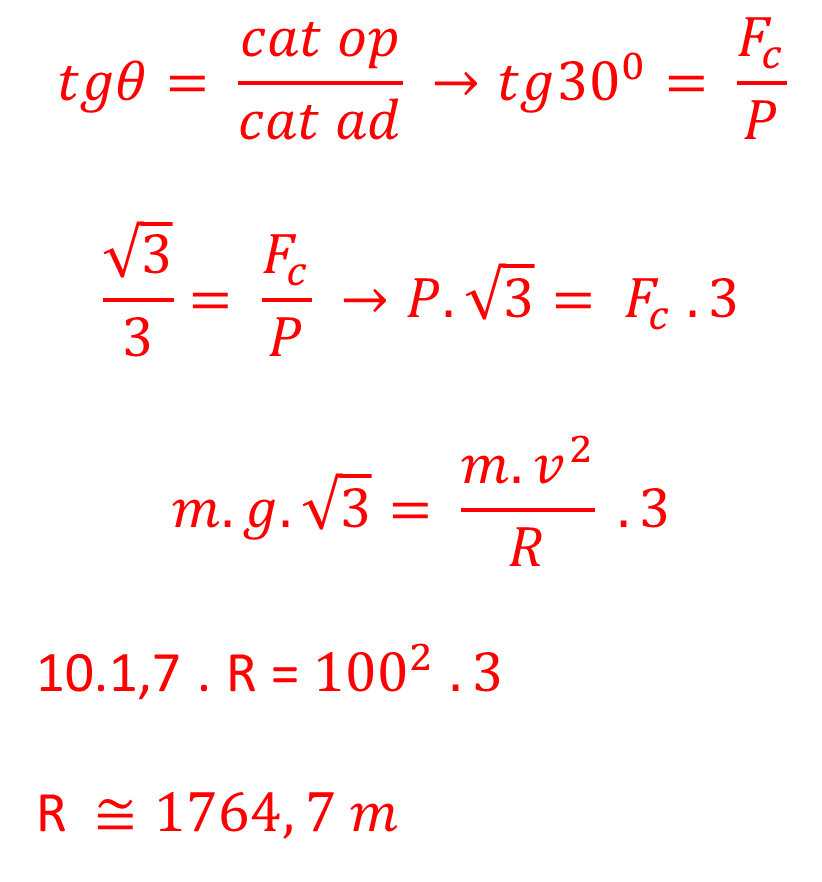 tgθ = cat op / cat ad → tg30⁰ = F_c / P
√3 / 3 = F_c / P → P.√3 = F_c .3
m.g.√3 = m.v² / R .3
10.1,7 . R = 100² .3
R ≅ 1764,7 m